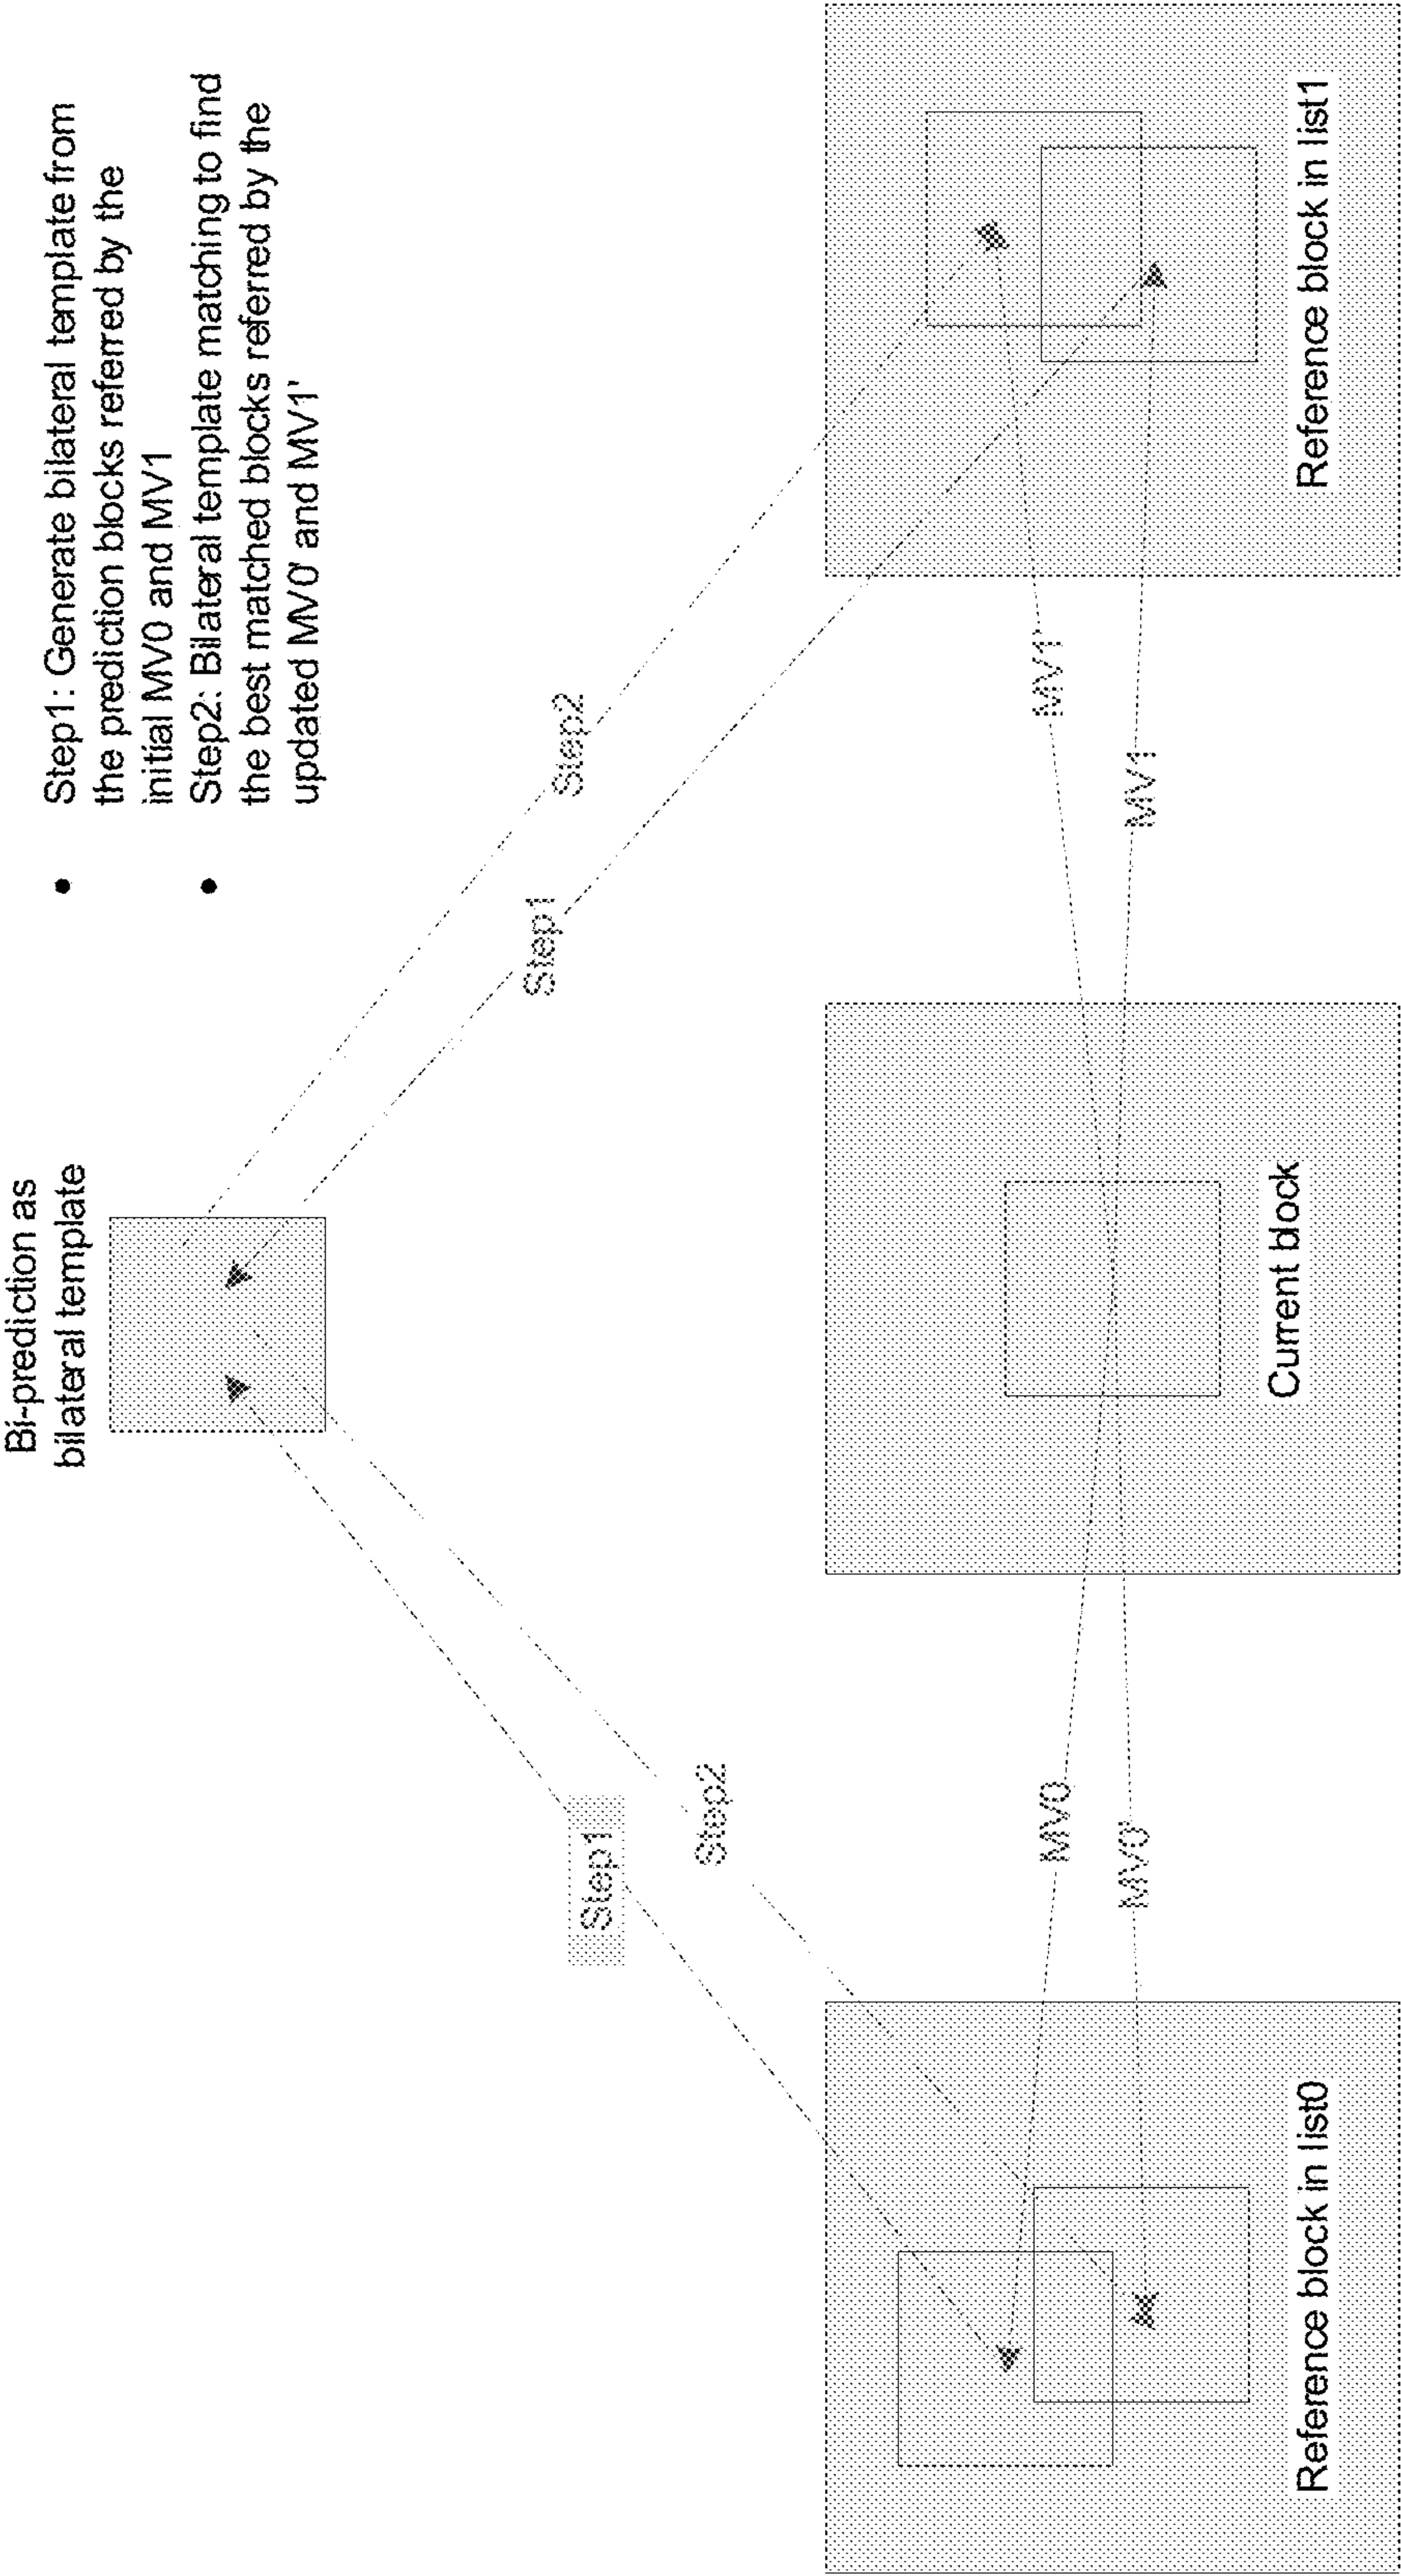 Bi-prediction as
bilateral template
• Step1: Generate bilateral template from
the prediction blocks referred by the
initial MV0 and MV1
• Step2: Bilateral template matching to find
the best matched blocks referred by the
updated MV0' and MV1'
Step1
Step2
Step1
Step2
MV0
MV0'
MV1'
MV1
Reference block in list0
Current block
Reference block in list1